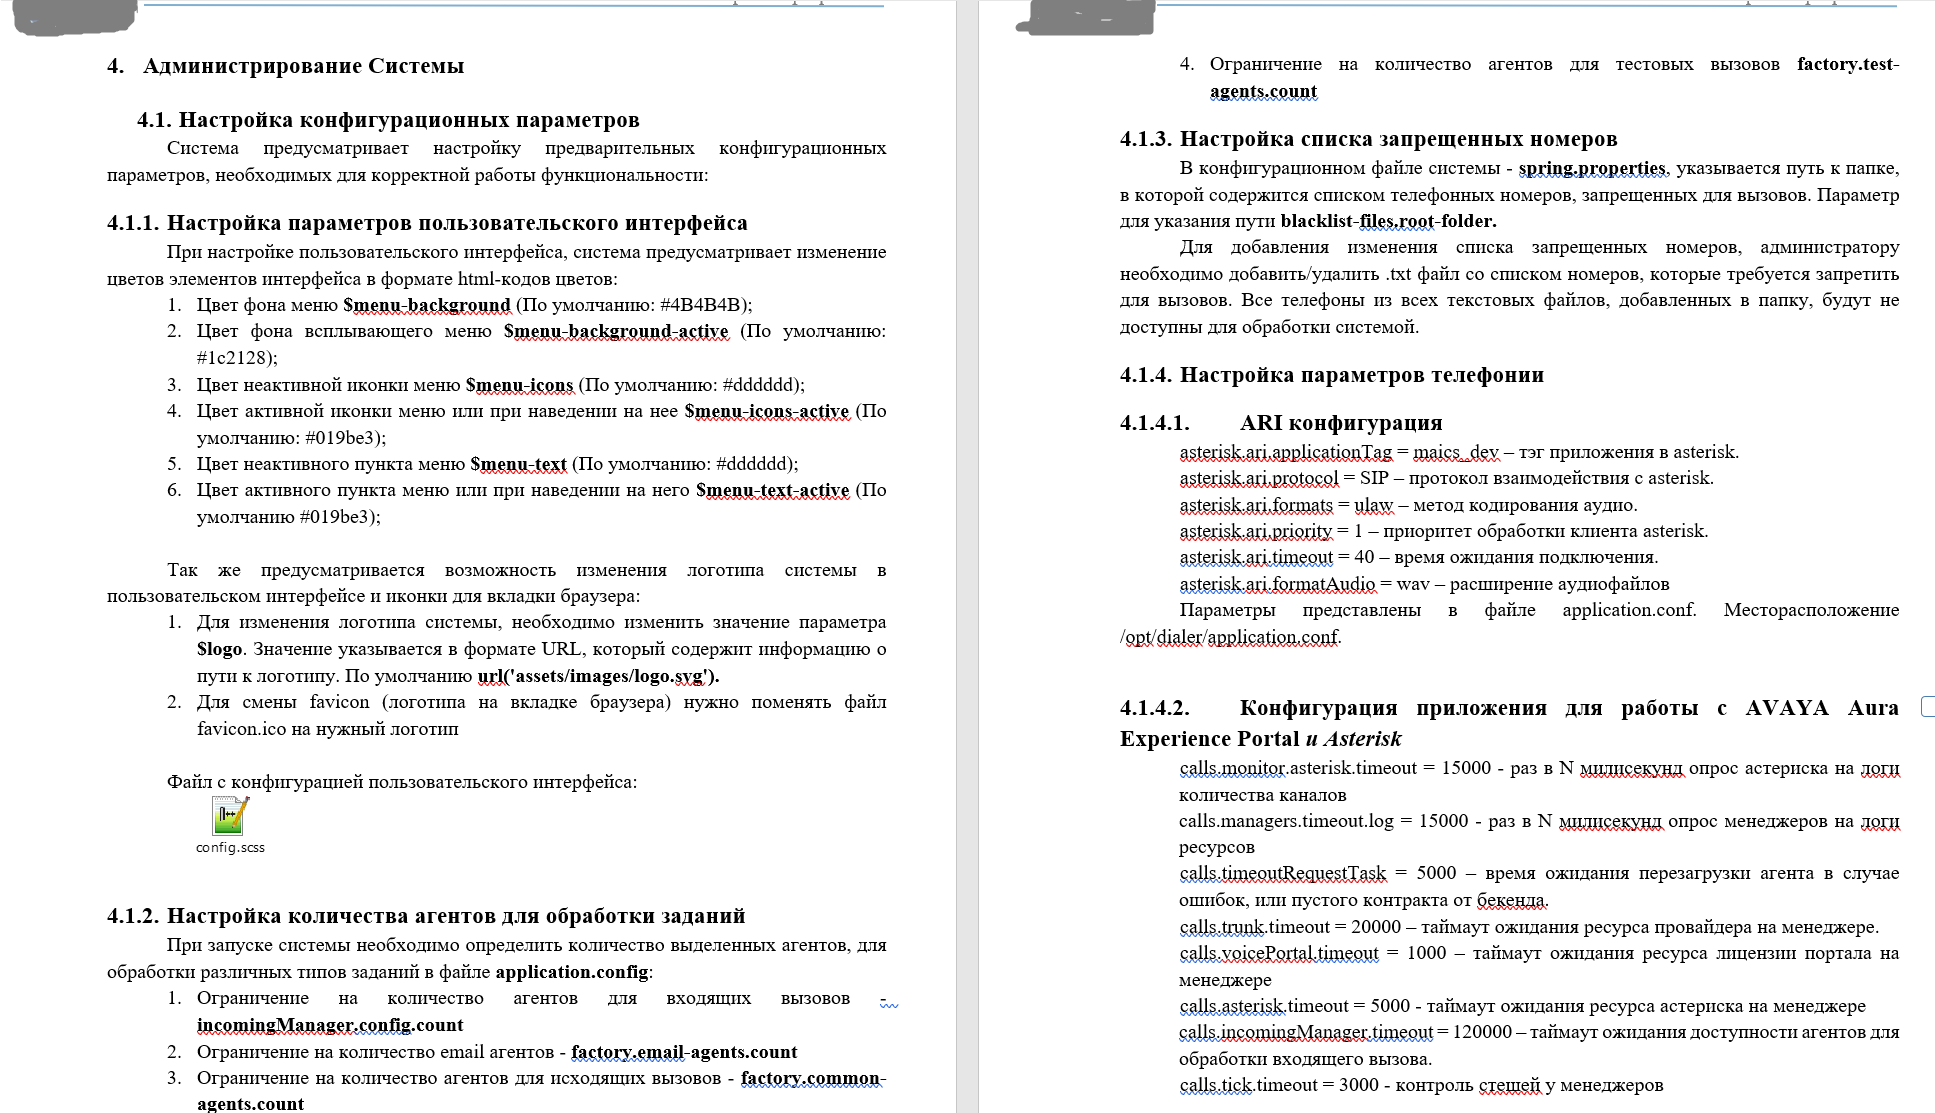 4. Администрирование Системы
4.1. Настройка конфигурационных параметров
Система предусматривает настройку предварительных конфигурационных
параметров, необходимых для корректной работы функциональности:
4.1.1. Настройка параметров пользовательского интерфейса
При настройке пользовательского интерфейса, система предусматривает изменение
цветов элементов интерфейса в формате html-кодов цветов:
1. Цвет фона меню $menu-background (По умолчанию: #4B4B4B);
2. Цвет фона всплывающего меню $menu-background-active (По умолчанию:
#1c2128);
3. Цвет неактивной иконки меню $menu-icons (По умолчанию: #dddddd);
4. Цвет активной иконки меню или при наведении на нее $menu-icons-active (По
умолчанию: #019be3);
5. Цвет неактивного пункта меню $menu-text (По умолчанию: #dddddd);
6. Цвет активного пункта меню или при наведении на него $menu-text-active (По
умолчанию #019be3);
Так же предусматривается возможность изменения логотипа системы в
пользовательском интерфейсе и иконки для вкладки браузера:
1. Для изменения логотипа системы, необходимо изменить значение параметра
$logo. Значение указывается в формате URL, который содержит информацию о
пути к логотипу. По умолчанию url('assets/images/logo.svg').
2. Для смены favicon (логотипа на вкладке браузера) нужно поменять файл
favicon.ico на нужный логотип
Файл с конфигурацией пользовательского интерфейса:
config.scss
4.1.2. Настройка количества агентов для обработки заданий
При запуске системы необходимо определить количество выделенных агентов, для
обработки различных типов заданий в файле application.config:
1. Ограничение на количество агентов для входящих вызовов -
incomingManager.config.count
2. Ограничение на количество email агентов - factory.email-agents.count
3. Ограничение на количество агентов для исходящих вызовов - factory.common-
agents.count
4. Ограничение на количество агентов для тестовых вызовов factory.test-
agents.count
4.1.3. Настройка списка запрещенных номеров
В конфигурационном файле системы - spring.properties, указывается путь к папке,
в которой содержится списком телефонных номеров, запрещенных для вызовов. Параметр
для указания пути blacklist-files.root-folder.
Для добавления изменения списка запрещенных номеров, администратору
необходимо добавить/удалить .txt файл со списком номеров, которые требуется запретить
для вызовов. Все телефоны из всех текстовых файлов, добавленных в папку, будут не
доступны для обработки системой.
4.1.4. Настройка параметров телефонии
4.1.4.1. ARI конфигурация
asterisk.ari.applicationTag = maics_dev – тэг приложения в asterisk.
asterisk.ari.protocol = SIP – протокол взаимодействия с asterisk.
asterisk.ari.formats = ulaw – метод кодирования аудио.
asterisk.ari.priority = 1 – приоритет обработки клиента asterisk.
asterisk.ari.timeout = 40 – время ожидания подключения.
asterisk.ari.formatAudio = wav – расширение аудиофайлов
Параметры представлены в файле application.conf. Месторасположение
/opt/dialer/application.conf.
4.1.4.2. Конфигурация приложения для работы с AVAYA Aura
Experience Portal и Asterisk
calls.monitor.asterisk.timeout = 15000 - раз в N милисекунд опрос астериска на логи
количества каналов
calls.managers.timeout.log = 15000 - раз в N милисекунд опрос менеджеров на логи
ресурсов
calls.timeoutRequestTask = 5000 – время ожидания перезагрузки агента в случае
ошибок, или пустого контракта от бекенда.
calls.trunk.timeout = 20000 – таймаут ожидания ресурса провайдера на менеджере.
calls.voicePortal.timeout = 1000 – таймаут ожидания ресурса лицензии портала на
менеджере
calls.asterisk.timeout = 5000 - таймаут ожидания ресурса астериска на менеджере
calls.incomingManager.timeout = 120000 – таймаут ожидания доступности агентов для
обработки входящего вызова.
calls.tick.timeout = 3000 - контроль стешей у менеджеров